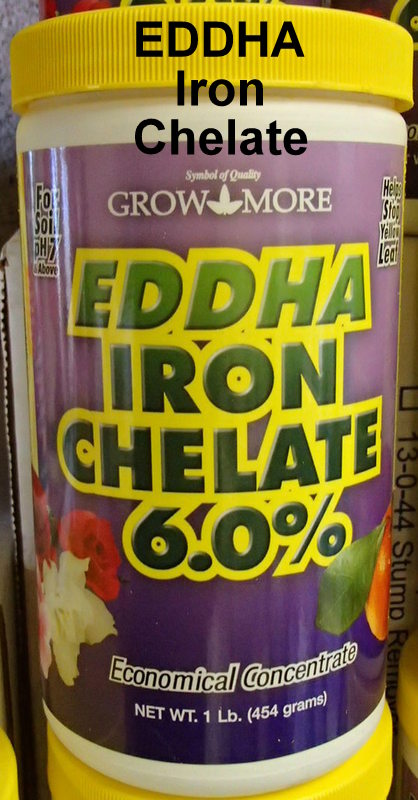 EDDHA
Iron
Chelate
Symbol of Quality
GROW MORE
For
Soil
pH 7
& Above
Helps
Stop
Yellow
Leaf
EDDHA
IRON
CHELATE
6.0%
Economical Concentrate
NET WT. 1 Lb. (454 grams)
13-0-44 Stump Remov